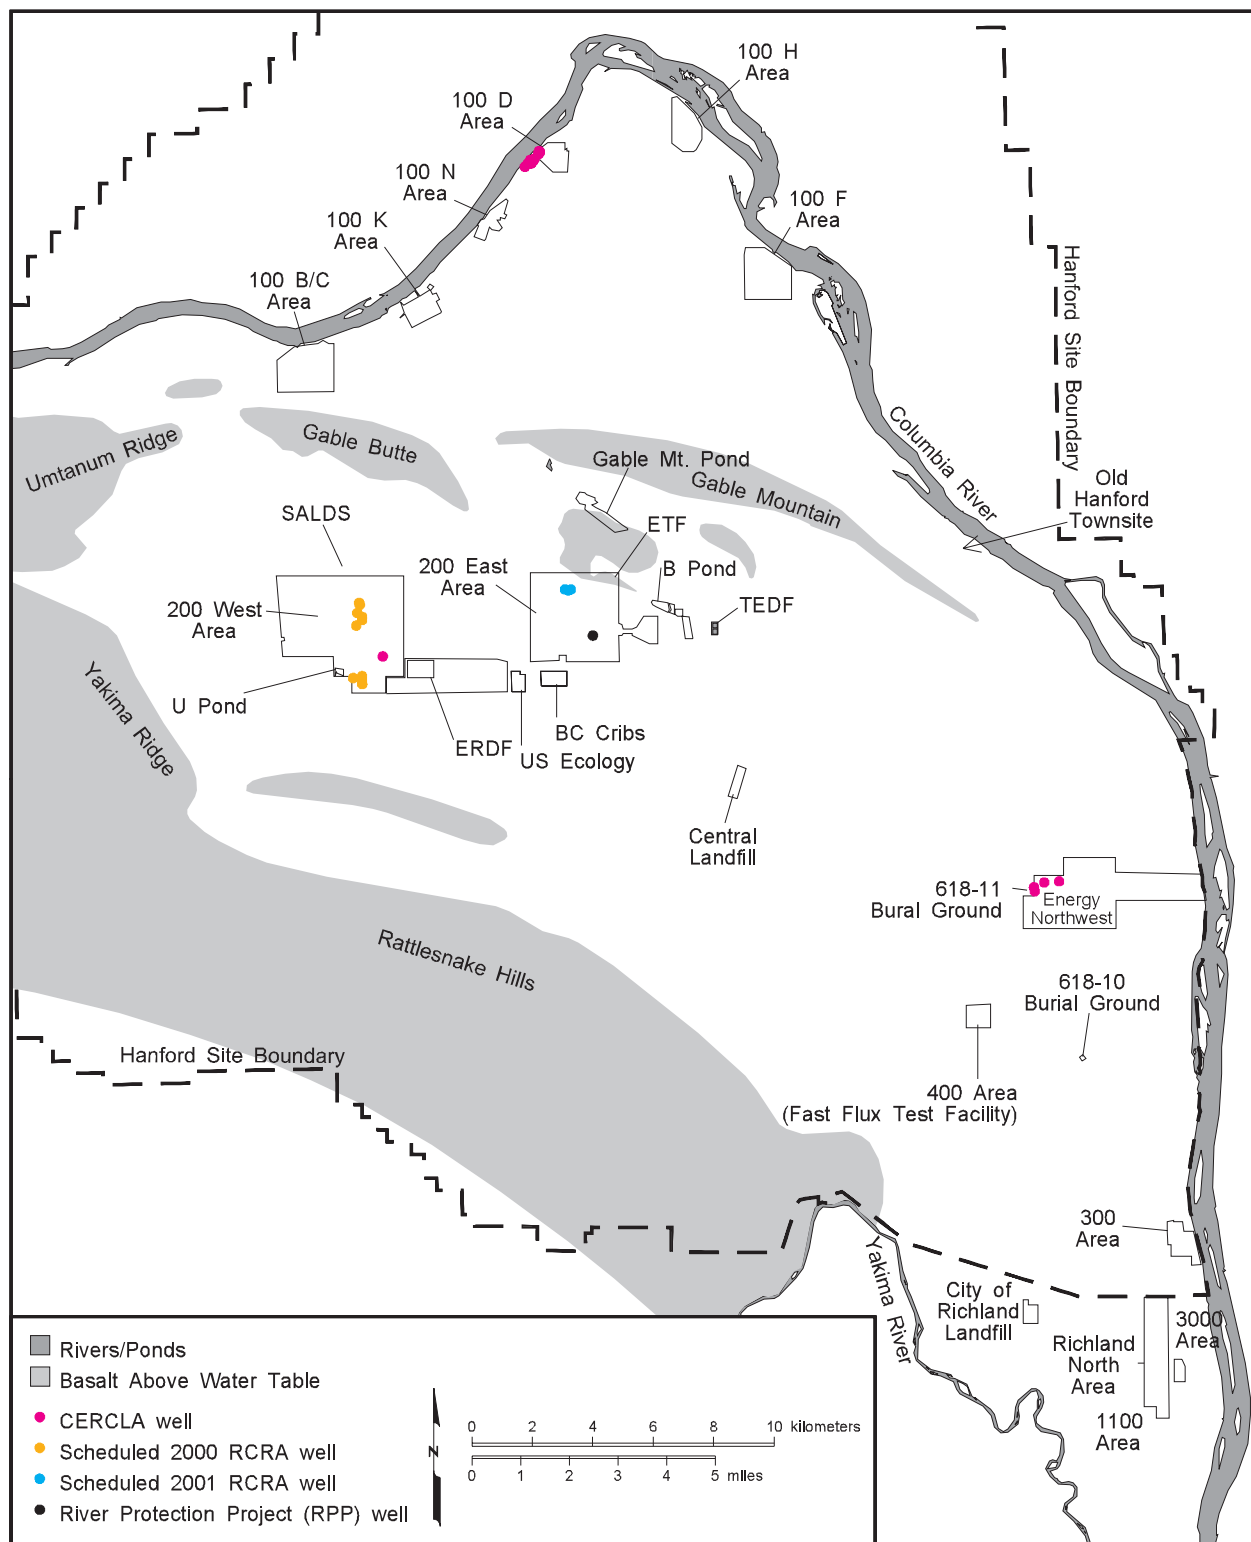 100 H
Area
100 D
Area
100 N
Area
100 F
Area
100 K
Area
100 B/C
Area
Hanford Site Boundary
Columbia River
Umtanum Ridge
Gable Butte
Gable Mt. Pond
Gable Mountain
Old
Hanford
Townsite
SALDS
ETF
200 East
Area
B Pond
TEDF
200 West
Area
U Pond
Yakima Ridge
ERDF
BC Cribs
US Ecology
Central
Landfill
618-11
Bural Ground
Energy
Northwest
Rattlesnake Hills
618-10
Burial Ground
Hanford Site Boundary
400 Area
(Fast Flux Test Facility)
300
Area
Yakima River
City of
Richland
Landfill
3000
Area
Richland
North
Area
1100
Area
Rivers/Ponds
Basalt Above Water Table
CERCLA well
Scheduled 2000 RCRA well
Scheduled 2001 RCRA well
River Protection Project (RPP) well
N
0 2 4 6 8 10 kilometers
0 1 2 3 4 5 miles